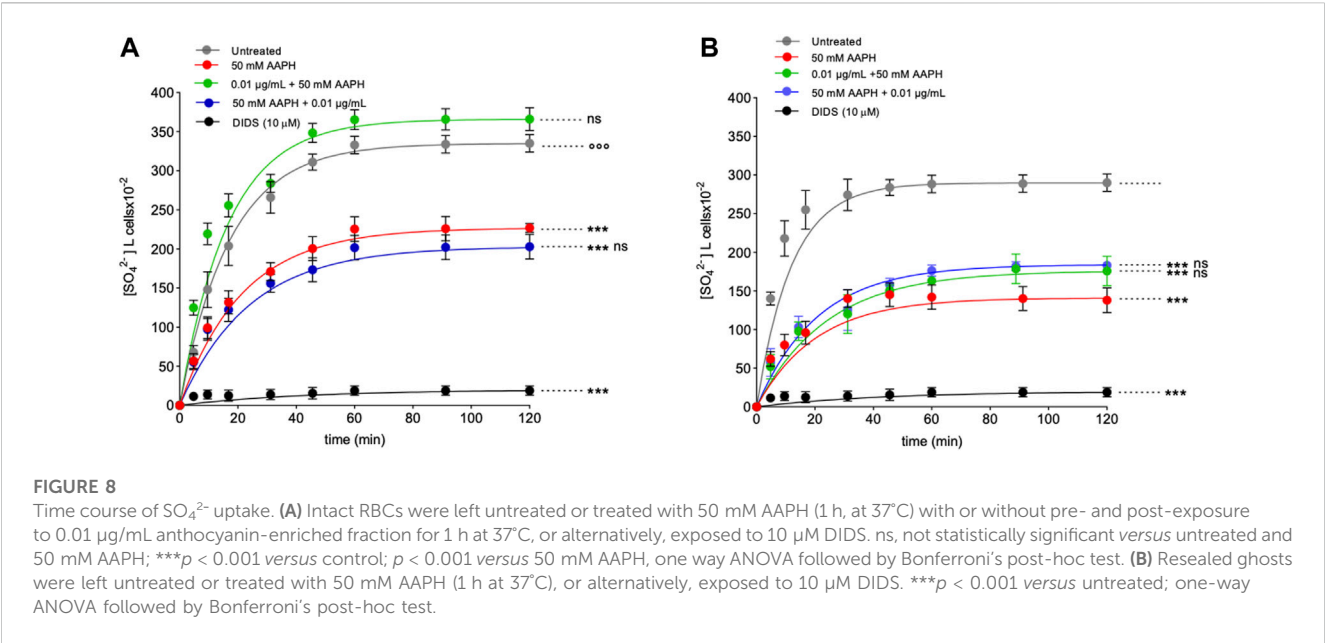 A
Untreated
50 mM AAPH
0.01 µg/mL + 50 mM AAPH
50 mM AAPH + 0.01 µg/mL
DIDS (10 µM)
[SO₄²⁻] L cellsx10⁻²
400
350
300
250
200
150
100
50
0
0 20 40 60 80 100 120
time (min)
ns
°°°
***
*** ns
***
B
Untreated
50 mM AAPH
0.01 µg/mL +50 mM AAPH
50 mM AAPH + 0.01 µg/mL
DIDS (10 µM)
[SO₄²⁻] L cellsx10⁻²
400
350
300
250
200
150
100
50
0
0 20 40 60 80 100 120
time (min)
*** ns
*** ns
***
***
FIGURE 8
Time course of SO₄²⁻ uptake. (A) Intact RBCs were left untreated or treated with 50 mM AAPH (1 h, at 37°C) with or without pre- and post-exposure
to 0.01 µg/mL anthocyanin-enriched fraction for 1 h at 37°C, or alternatively, exposed to 10 µM DIDS. ns, not statistically significant versus untreated and
50 mM AAPH; ***p < 0.001 versus control; p < 0.001 versus 50 mM AAPH, one way ANOVA followed by Bonferroni's post-hoc test. (B) Resealed ghosts
were left untreated or treated with 50 mM AAPH (1 h at 37°C), or alternatively, exposed to 10 µM DIDS. ***p < 0.001 versus untreated; one-way
ANOVA followed by Bonferroni's post-hoc test.